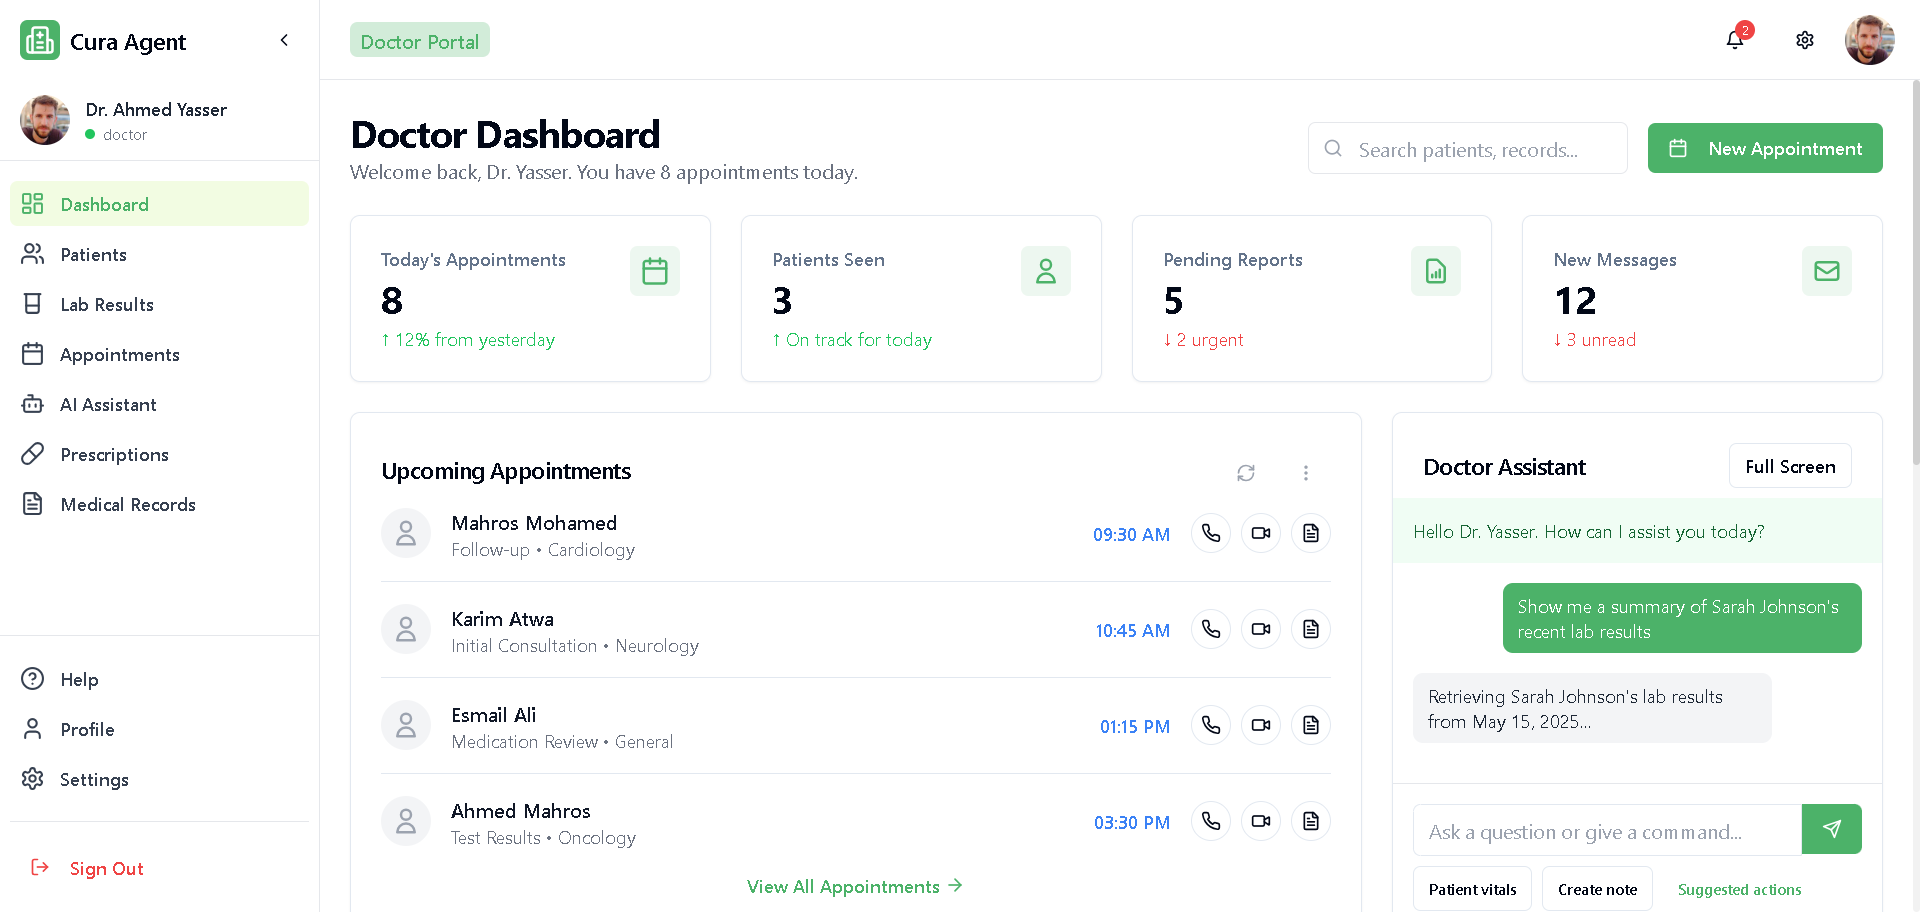 Cura Agent
Doctor Portal
2
Dr. Ahmed Yasser
doctor
Dashboard
Patients
Lab Results
Appointments
AI Assistant
Prescriptions
Medical Records
Help
Profile
Settings
Sign Out
Doctor Dashboard
Welcome back, Dr. Yasser. You have 8 appointments today.
Search patients, records...
New Appointment
Today's Appointments
8
↑ 12% from yesterday
Patients Seen
3
↑ On track for today
Pending Reports
5
↓ 2 urgent
New Messages
12
↓ 3 unread
Upcoming Appointments
Mahros Mohamed
Follow-up • Cardiology
09:30 AM
Karim Atwa
Initial Consultation • Neurology
10:45 AM
Esmail Ali
Medication Review • General
01:15 PM
Ahmed Mahros
Test Results • Oncology
03:30 PM
View All Appointments →
Doctor Assistant
Full Screen
Hello Dr. Yasser. How can I assist you today?
Show me a summary of Sarah Johnson's
recent lab results
Retrieving Sarah Johnson's lab results
from May 15, 2025...
Ask a question or give a command...
Patient vitals
Create note
Suggested actions